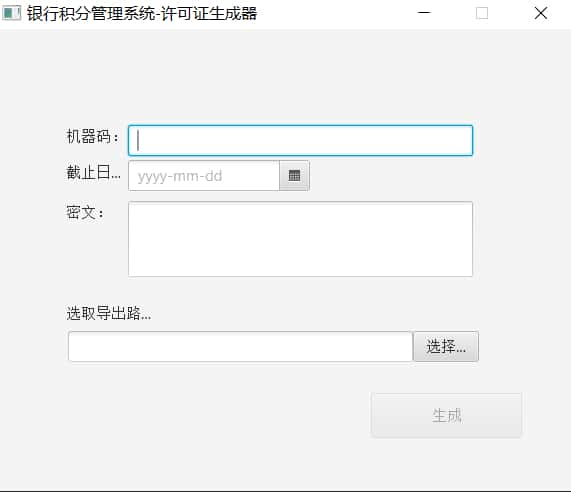 银行积分管理系统-许可证生成器
机器码：
截止日...
yyyy-mm-dd
密文：
选取导出路...
选择...
生成